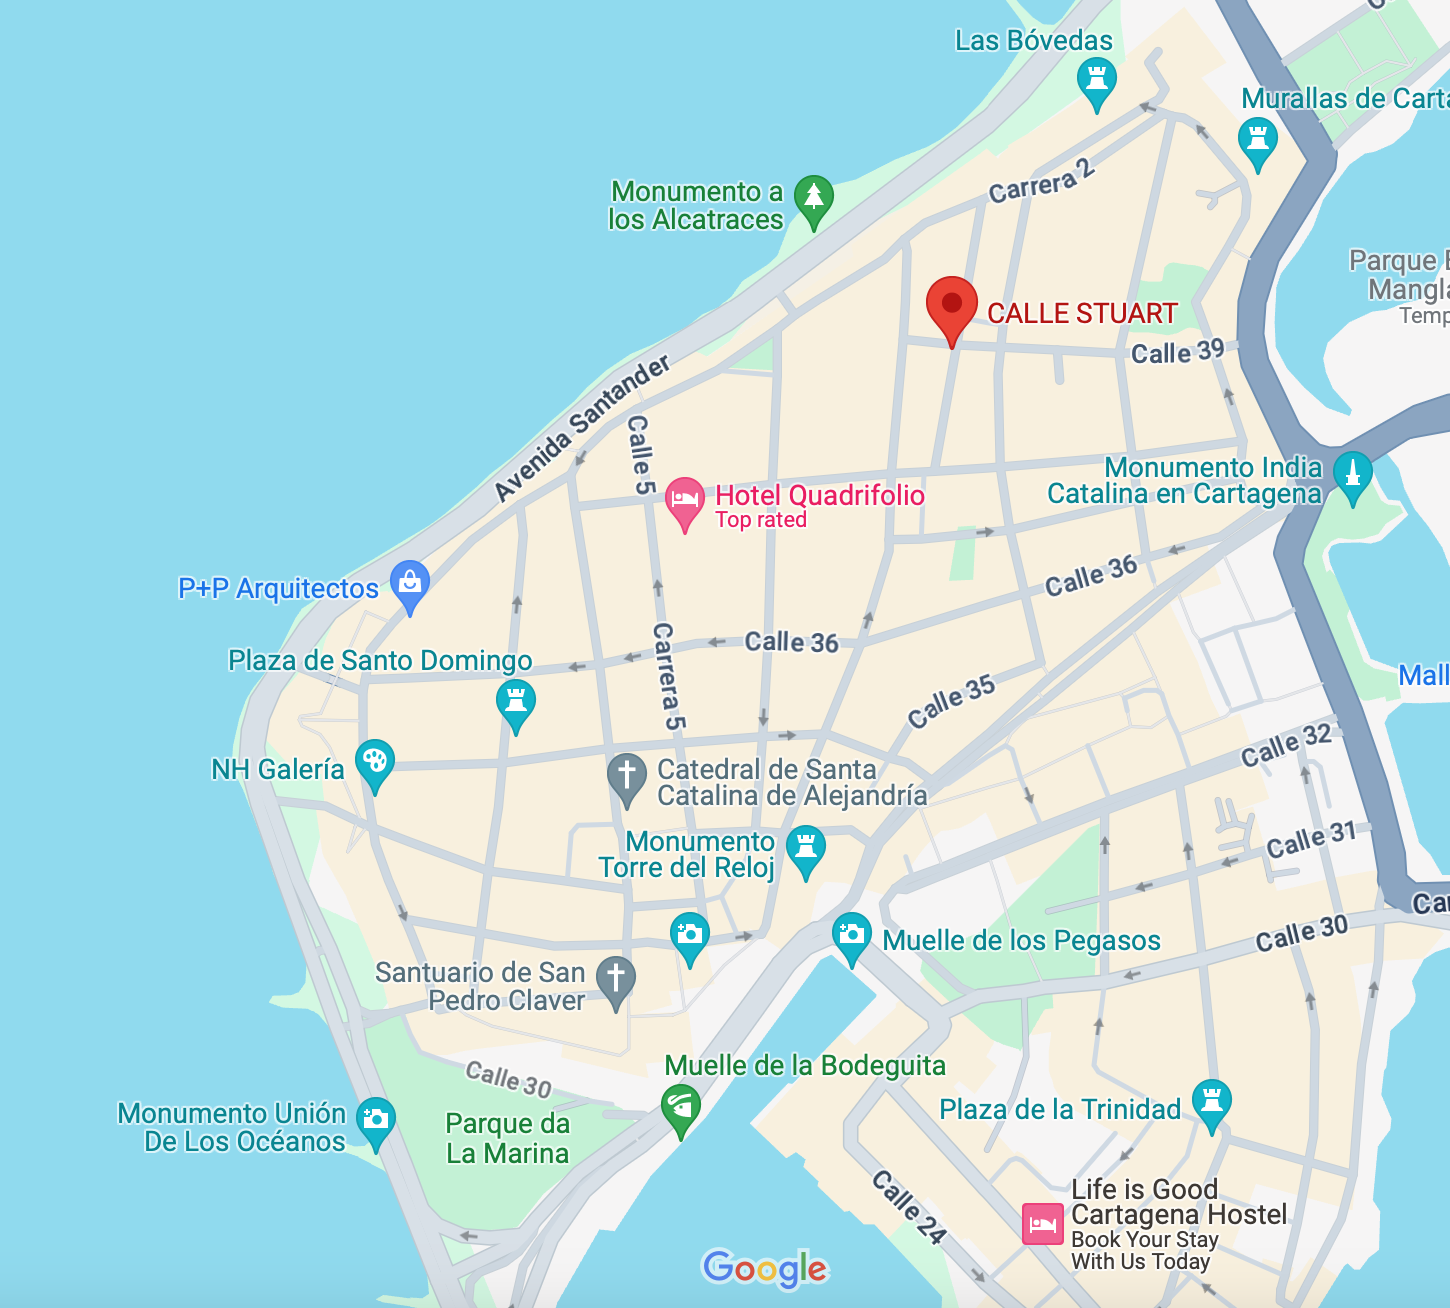 Las Bóvedas
Murallas de Carta
Carrera 2
Monumento a
los Alcatraces
Parque E
Mangla
Temp
CALLE STUART
Calle 39
Avenida Santander
Calle 5
Monumento India
Catalina en Cartagena
Hotel Quadrifolio
Top rated
P+P Arquitectos
Calle 36
Calle 36
Plaza de Santo Domingo
Carrera 5
Mall
Calle 35
Calle 32
NH Galería
Catedral de Santa
Catalina de Alejandría
Monumento
Torre del Reloj
Calle 31
Car
Muelle de los Pegasos
Calle 30
Santuario de San
Pedro Claver
Calle 30
Muelle de la Bodeguita
Monumento Unión
De Los Océanos
Parque da
La Marina
Plaza de la Trinidad
Calle 24
Life is Good
Cartagena Hostel
Book Your Stay
With Us Today
Google